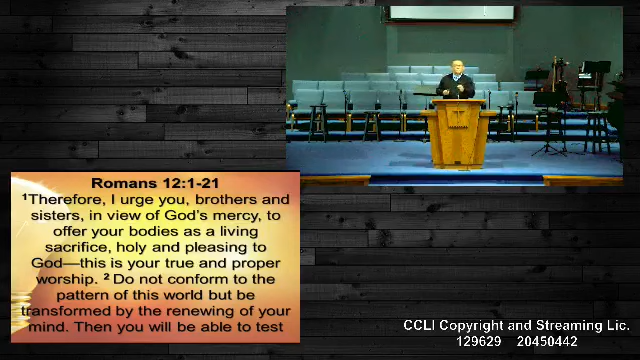 Romans 12:1-21
¹Therefore, I urge you, brothers and
sisters, in view of God's mercy, to
offer your bodies as a living
sacrifice, holy and pleasing to
God—this is your true and proper
worship. ² Do not conform to the
pattern of this world but be
transformed by the renewing of your
mind. Then you will be able to test
CCLI Copyright and Streaming Lic.
129629 20450442